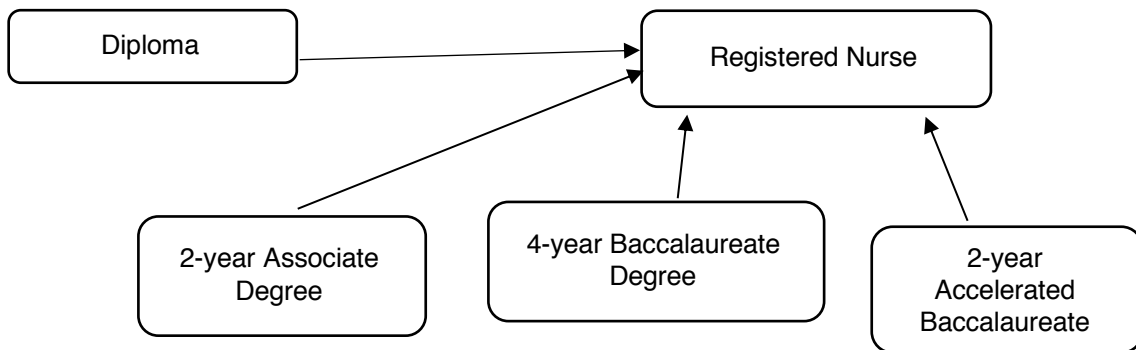 Diploma
Registered Nurse
2-year Associate
Degree
4-year Baccalaureate
Degree
2-year
Accelerated
Baccalaureate